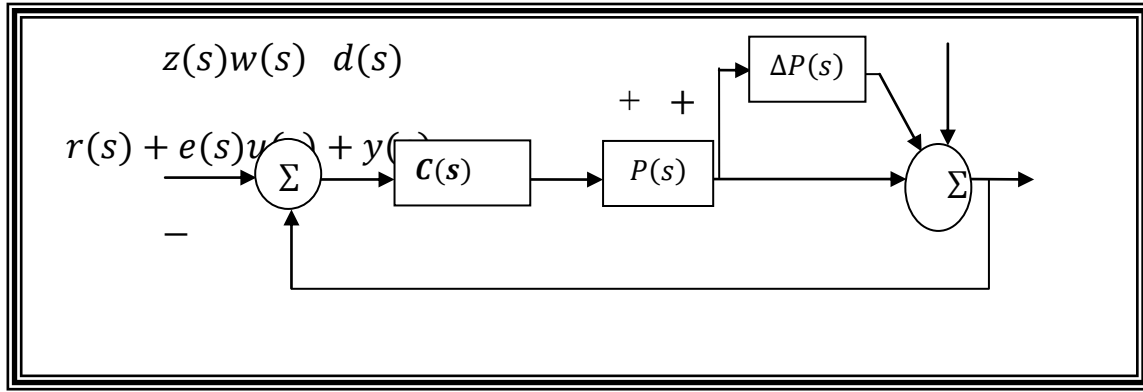 z(s)w(s) d(s)
ΔP(s)
+ +
r(s) + e(s)u( ) + y(
Σ
C(s)
P(s)
Σ
−